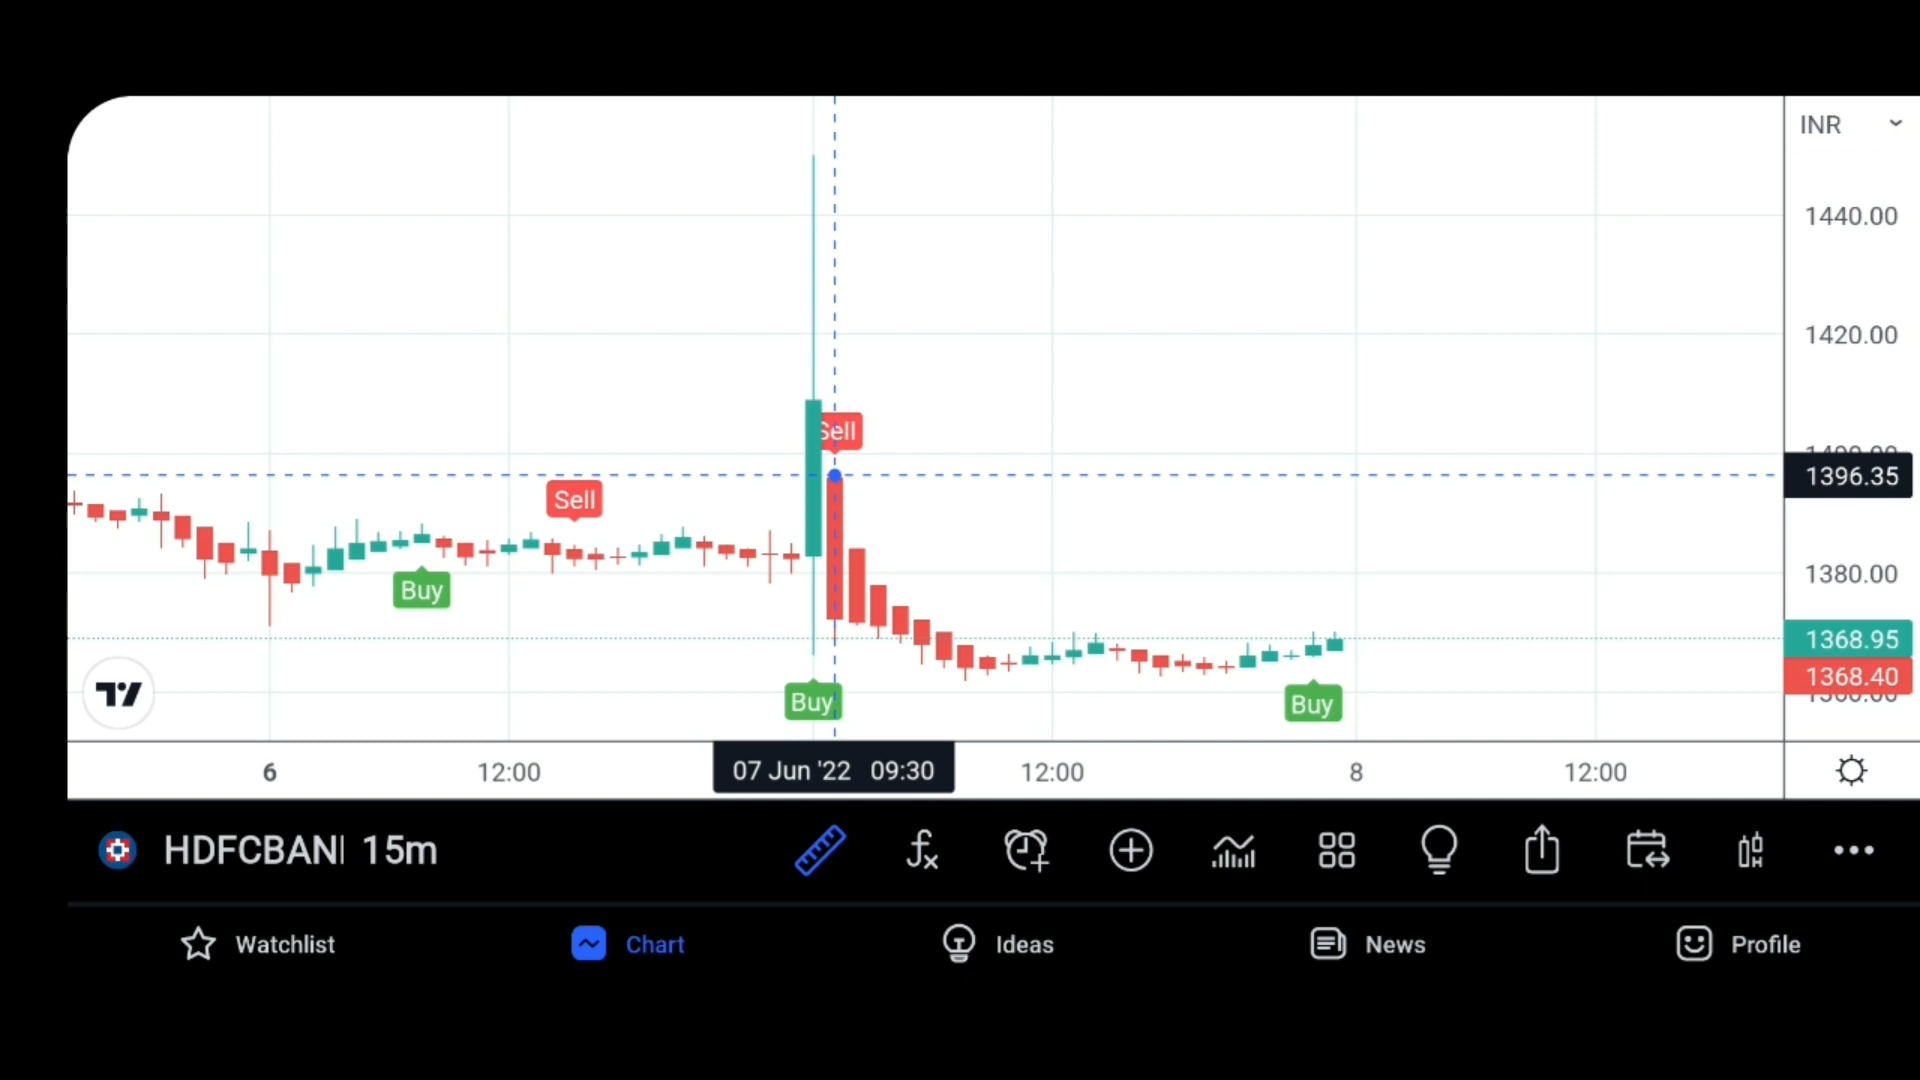 INR
1440.00
1420.00
Sell
1396.35
Sell
1380.00
Buy
1368.95
1368.40
Buy
Buy
6
12:00
07 Jun '22 09:30
12:00
8
12:00
HDFCBAN 15m
Watchlist
Chart
Ideas
News
Profile